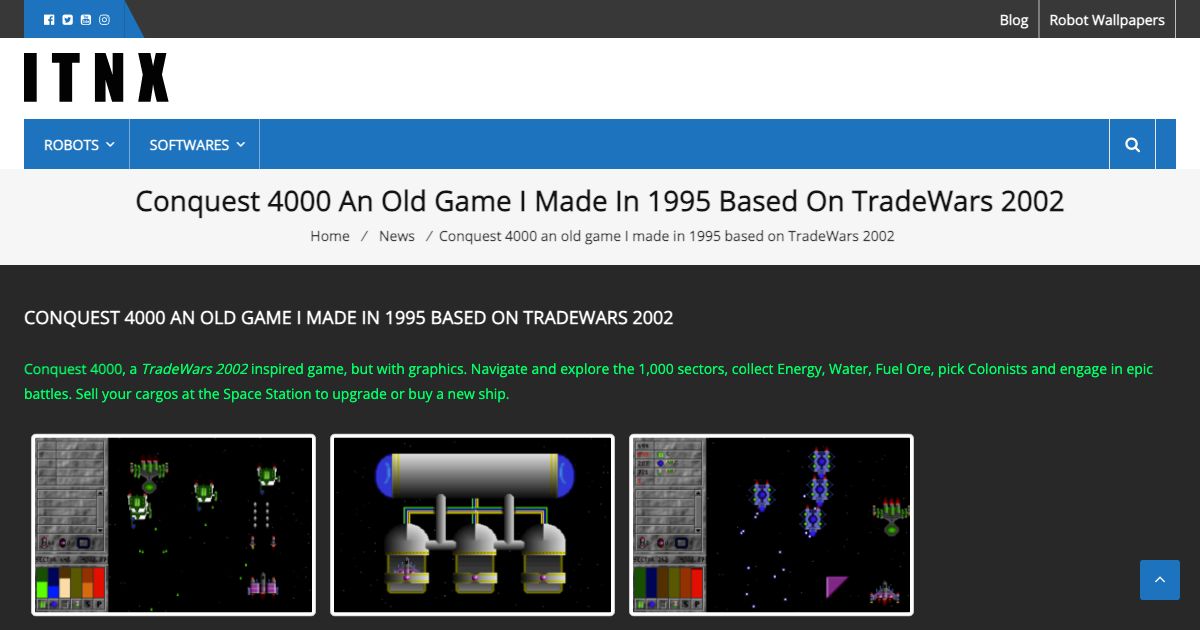 Blog
Robot Wallpapers
ITNX
ROBOTS
SOFTWARES
Conquest 4000 An Old Game I Made In 1995 Based On TradeWars 2002
Home / News / Conquest 4000 an old game I made in 1995 based on TradeWars 2002
CONQUEST 4000 AN OLD GAME I MADE IN 1995 BASED ON TRADEWARS 2002
Conquest 4000, a TradeWars 2002 inspired game, but with graphics. Navigate and explore the 1,000 sectors, collect Energy, Water, Fuel Ore, pick Colonists and engage in epic
battles. Sell your cargos at the Space Station to upgrade or buy a new ship.